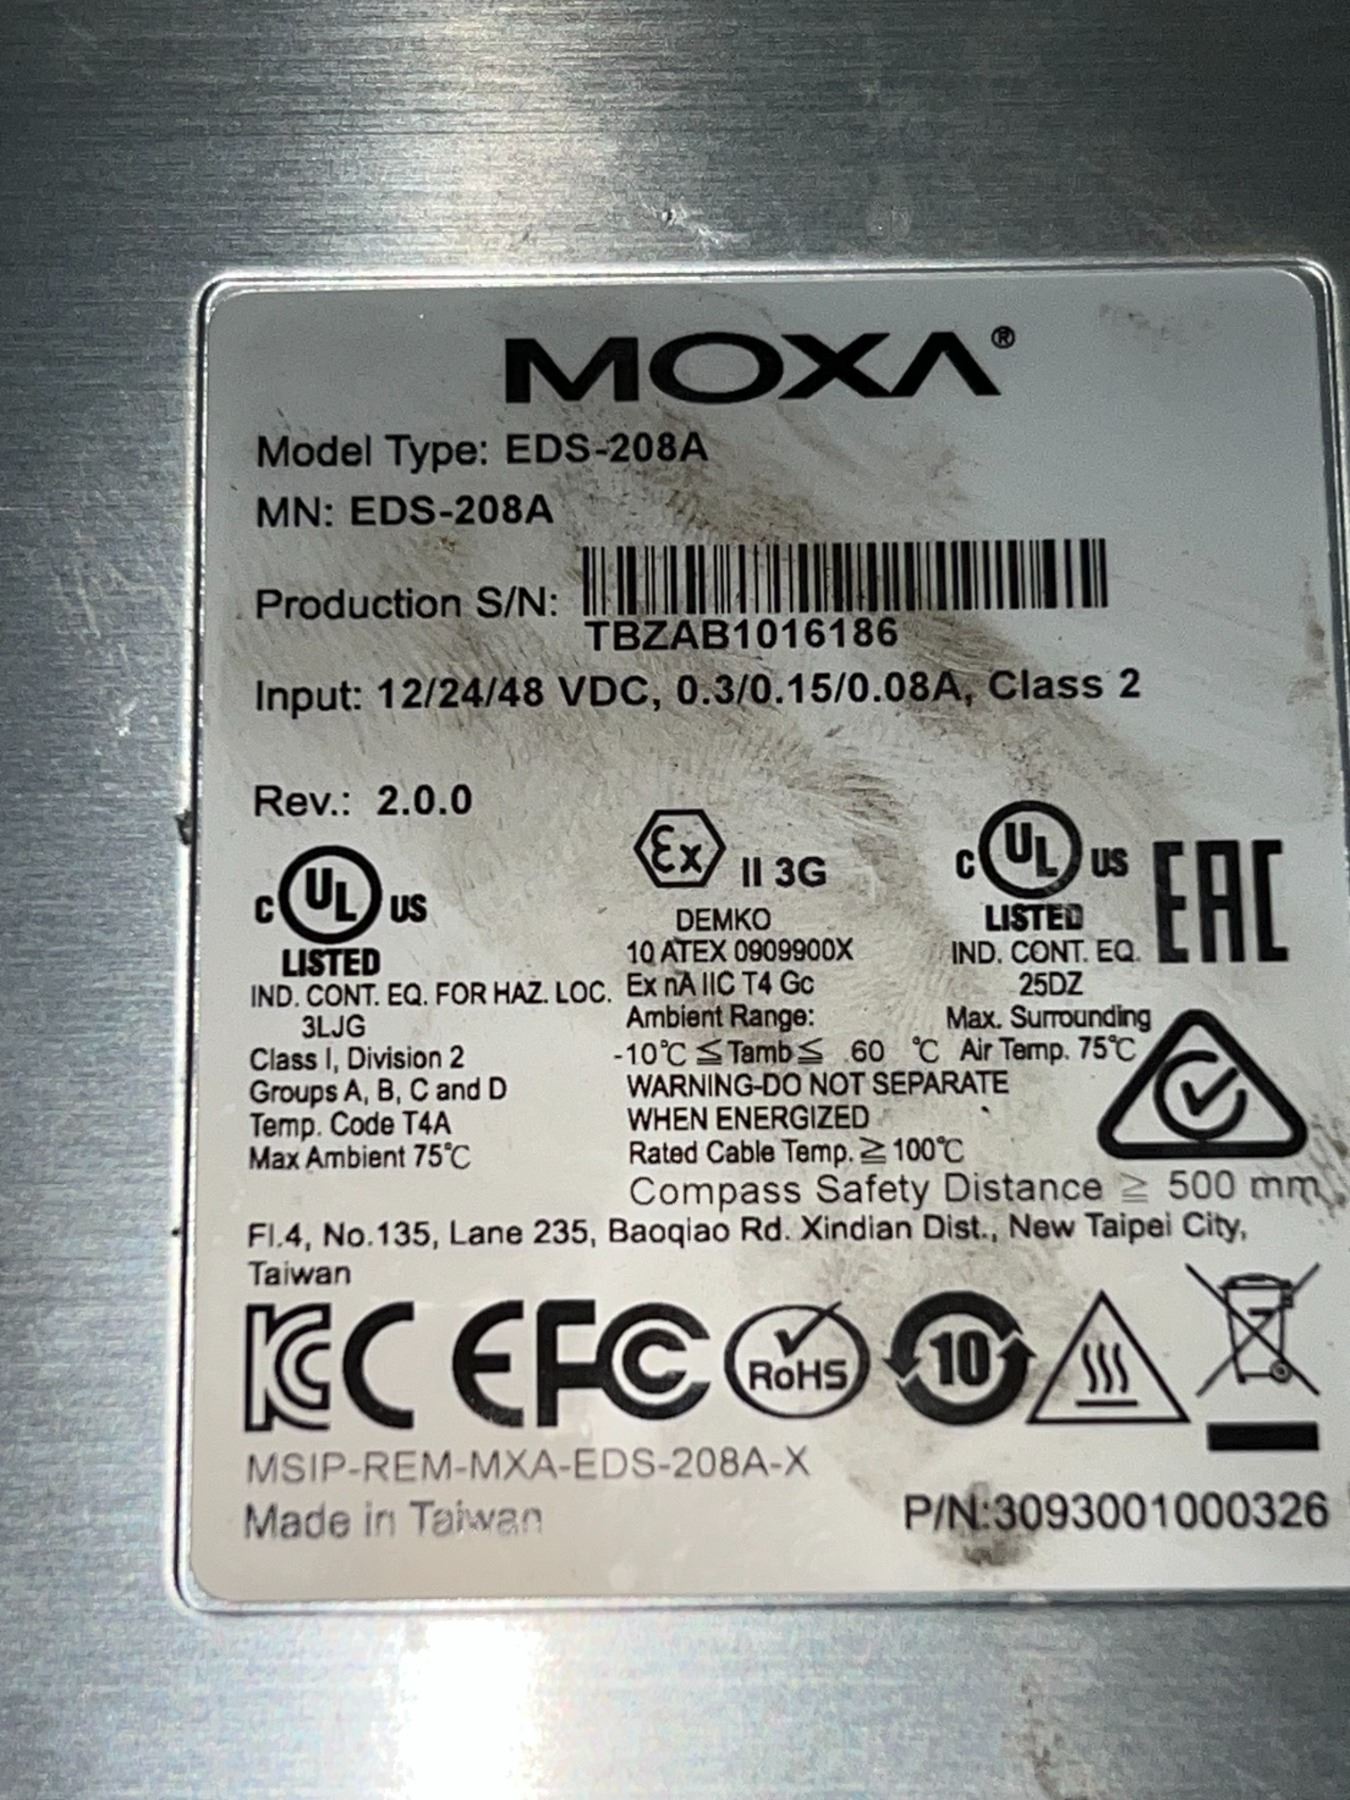 MOXA®
Model Type: EDS-208A
MN: EDS-208A
Production S/N:
TBZAB1016186
Input: 12/24/48 VDC, 0.3/0.15/0.08A, Class 2
Rev.: 2.0.0
C UL US
LISTED
IND. CONT. EQ. FOR HAZ. LOC.
3LJG
Class I, Division 2
Groups A, B, C and D
Temp. Code T4A
Max Ambient 75℃
Ex II 3G
DEMKO
10 ATEX 0909900X
Ex nA IIC T4 Gc
Ambient Range:
-10℃ ≦Tamb≦ 60 ℃
WARNING-DO NOT SEPARATE
WHEN ENERGIZED
Rated Cable Temp.≧100℃
Compass Safety Distance ≧ 500 mm
C UL US
LISTED
IND. CONT. EQ.
25DZ
Max. Surrounding
Air Temp. 75℃
EAC
Fl.4, No.135, Lane 235, Baoqiao Rd. Xindian Dist., New Taipei City,
Taiwan
KC CE FC RoHS 10
MSIP-REM-MXA-EDS-208A-X
Made in Taiwan
P/N:3093001000326